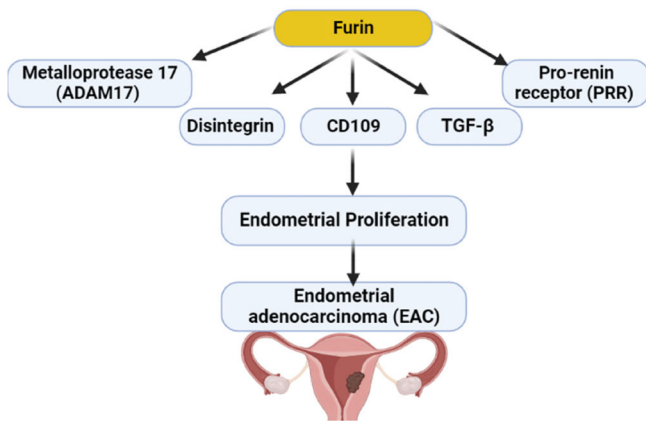 Furin
Metalloprotease 17
(ADAM17)
Pro-renin
receptor (PRR)
Disintegrin
CD109
TGF-β
Endometrial Proliferation
Endometrial
adenocarcinoma (EAC)